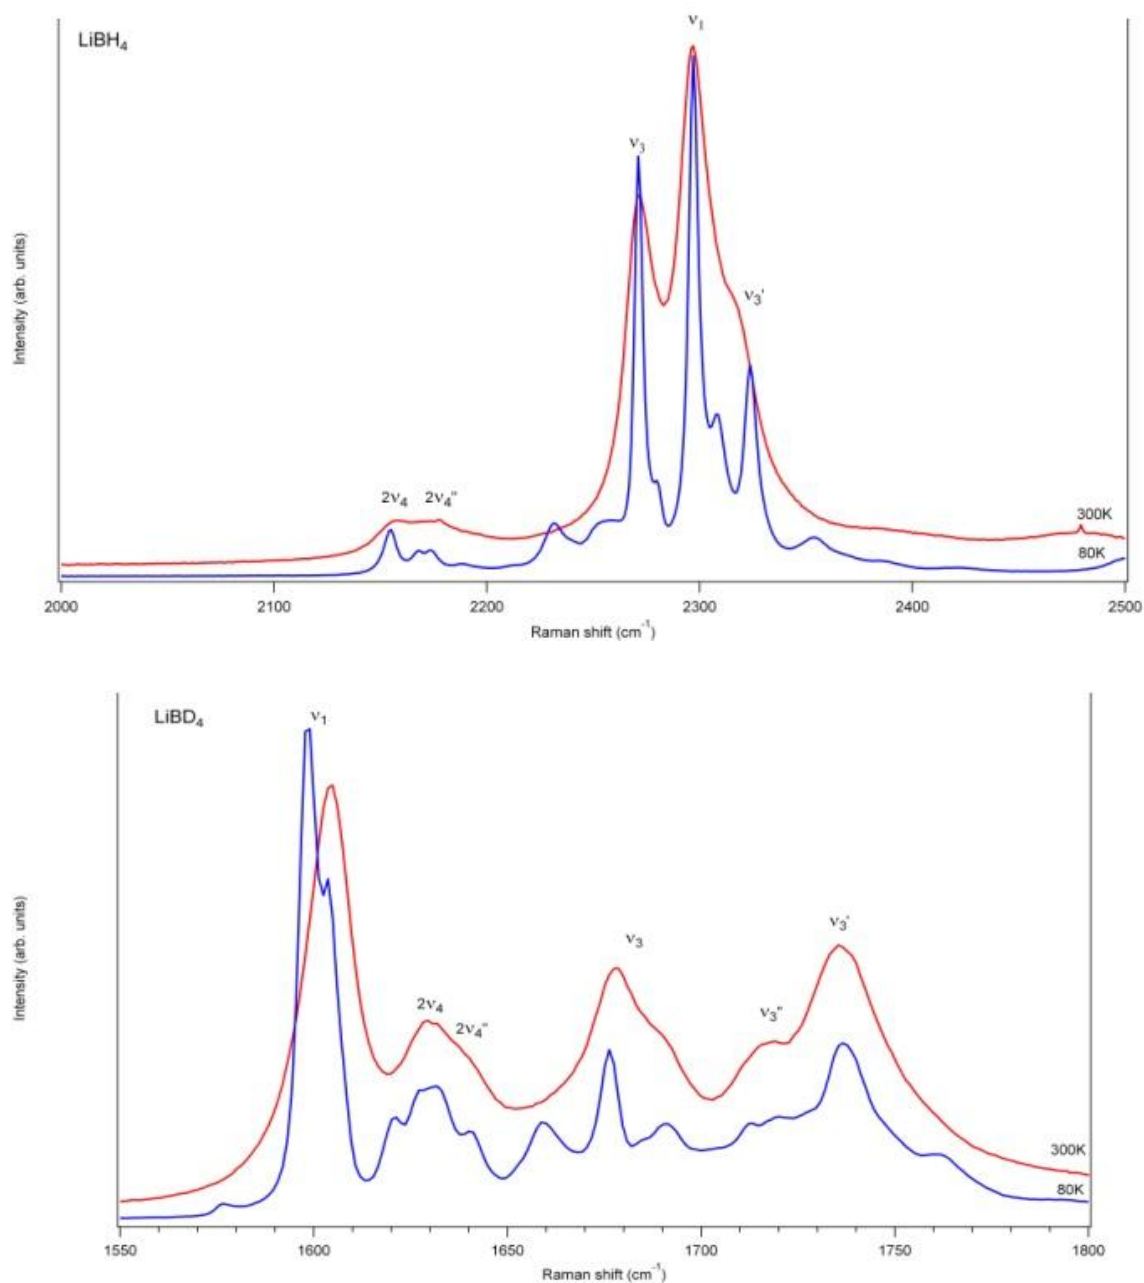 LiBH₄
ν₁
ν₃
ν₃'
2ν₄ 2ν₄"
300K
80K
Intensity (arb. units)
2000 2100 2200 2300 2400 2500
Raman shift (cm⁻¹)
LiBD₄
ν₁
ν₃
ν₃'
2ν₄
2ν₄"
ν₃"
300K
80K
Intensity (arb. units)
1550 1600 1650 1700 1750 1800
Raman shift (cm⁻¹)